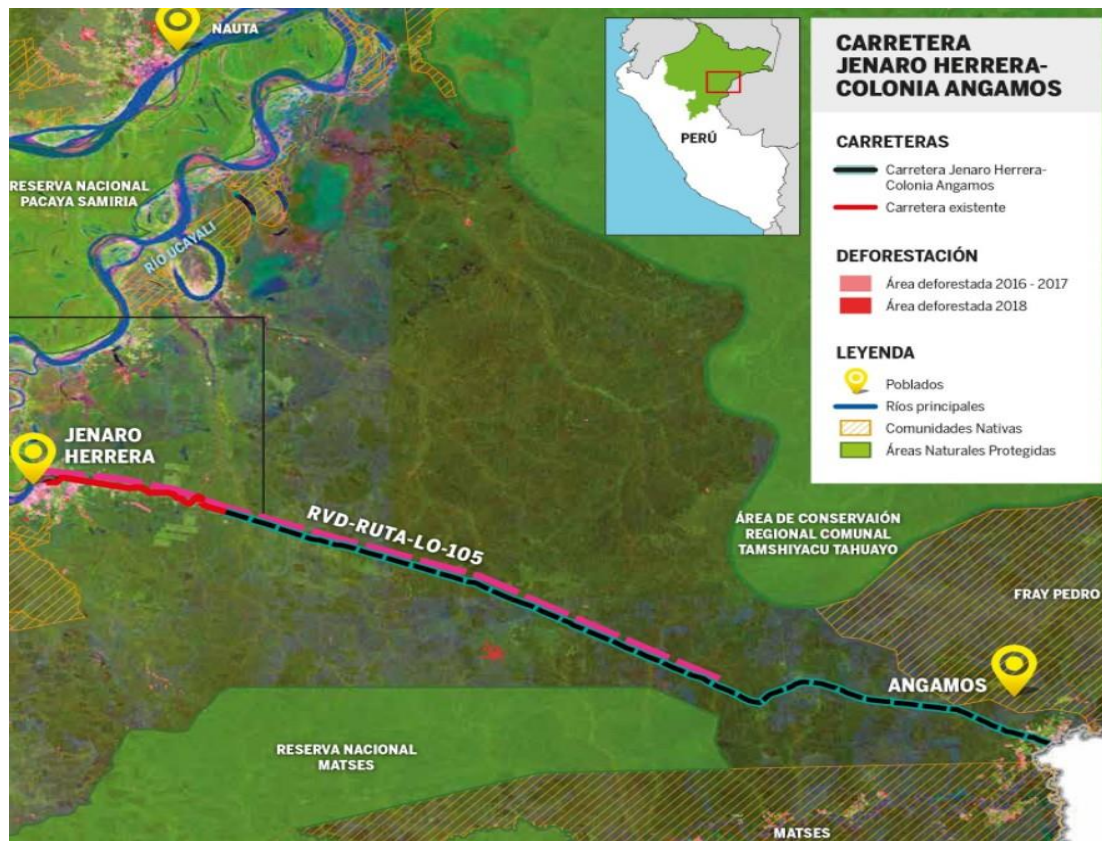 NAUTA
RESERVA NACIONAL
PACAYA SAMIRIA
RÍO UCAYALI
JENARO
HERRERA
RVD-RUTA-LO-105
ÁREA DE CONSERVAIÓN
REGIONAL COMUNAL
TAMSHIYACU TAHUAYO
FRAY PEDRO
ANGAMOS
RESERVA NACIONAL
MATSES
MATSES
PERÚ
CARRETERA
JENARO HERRERA-
COLONIA ANGAMOS
CARRETERAS
Carretera Jenaro Herrera-
Colonia Angamos
Carretera existente
DEFORESTACIÓN
Área deforestada 2016 - 2017
Área deforestada 2018
LEYENDA
Poblados
Ríos principales
Comunidades Nativas
Áreas Naturales Protegidas